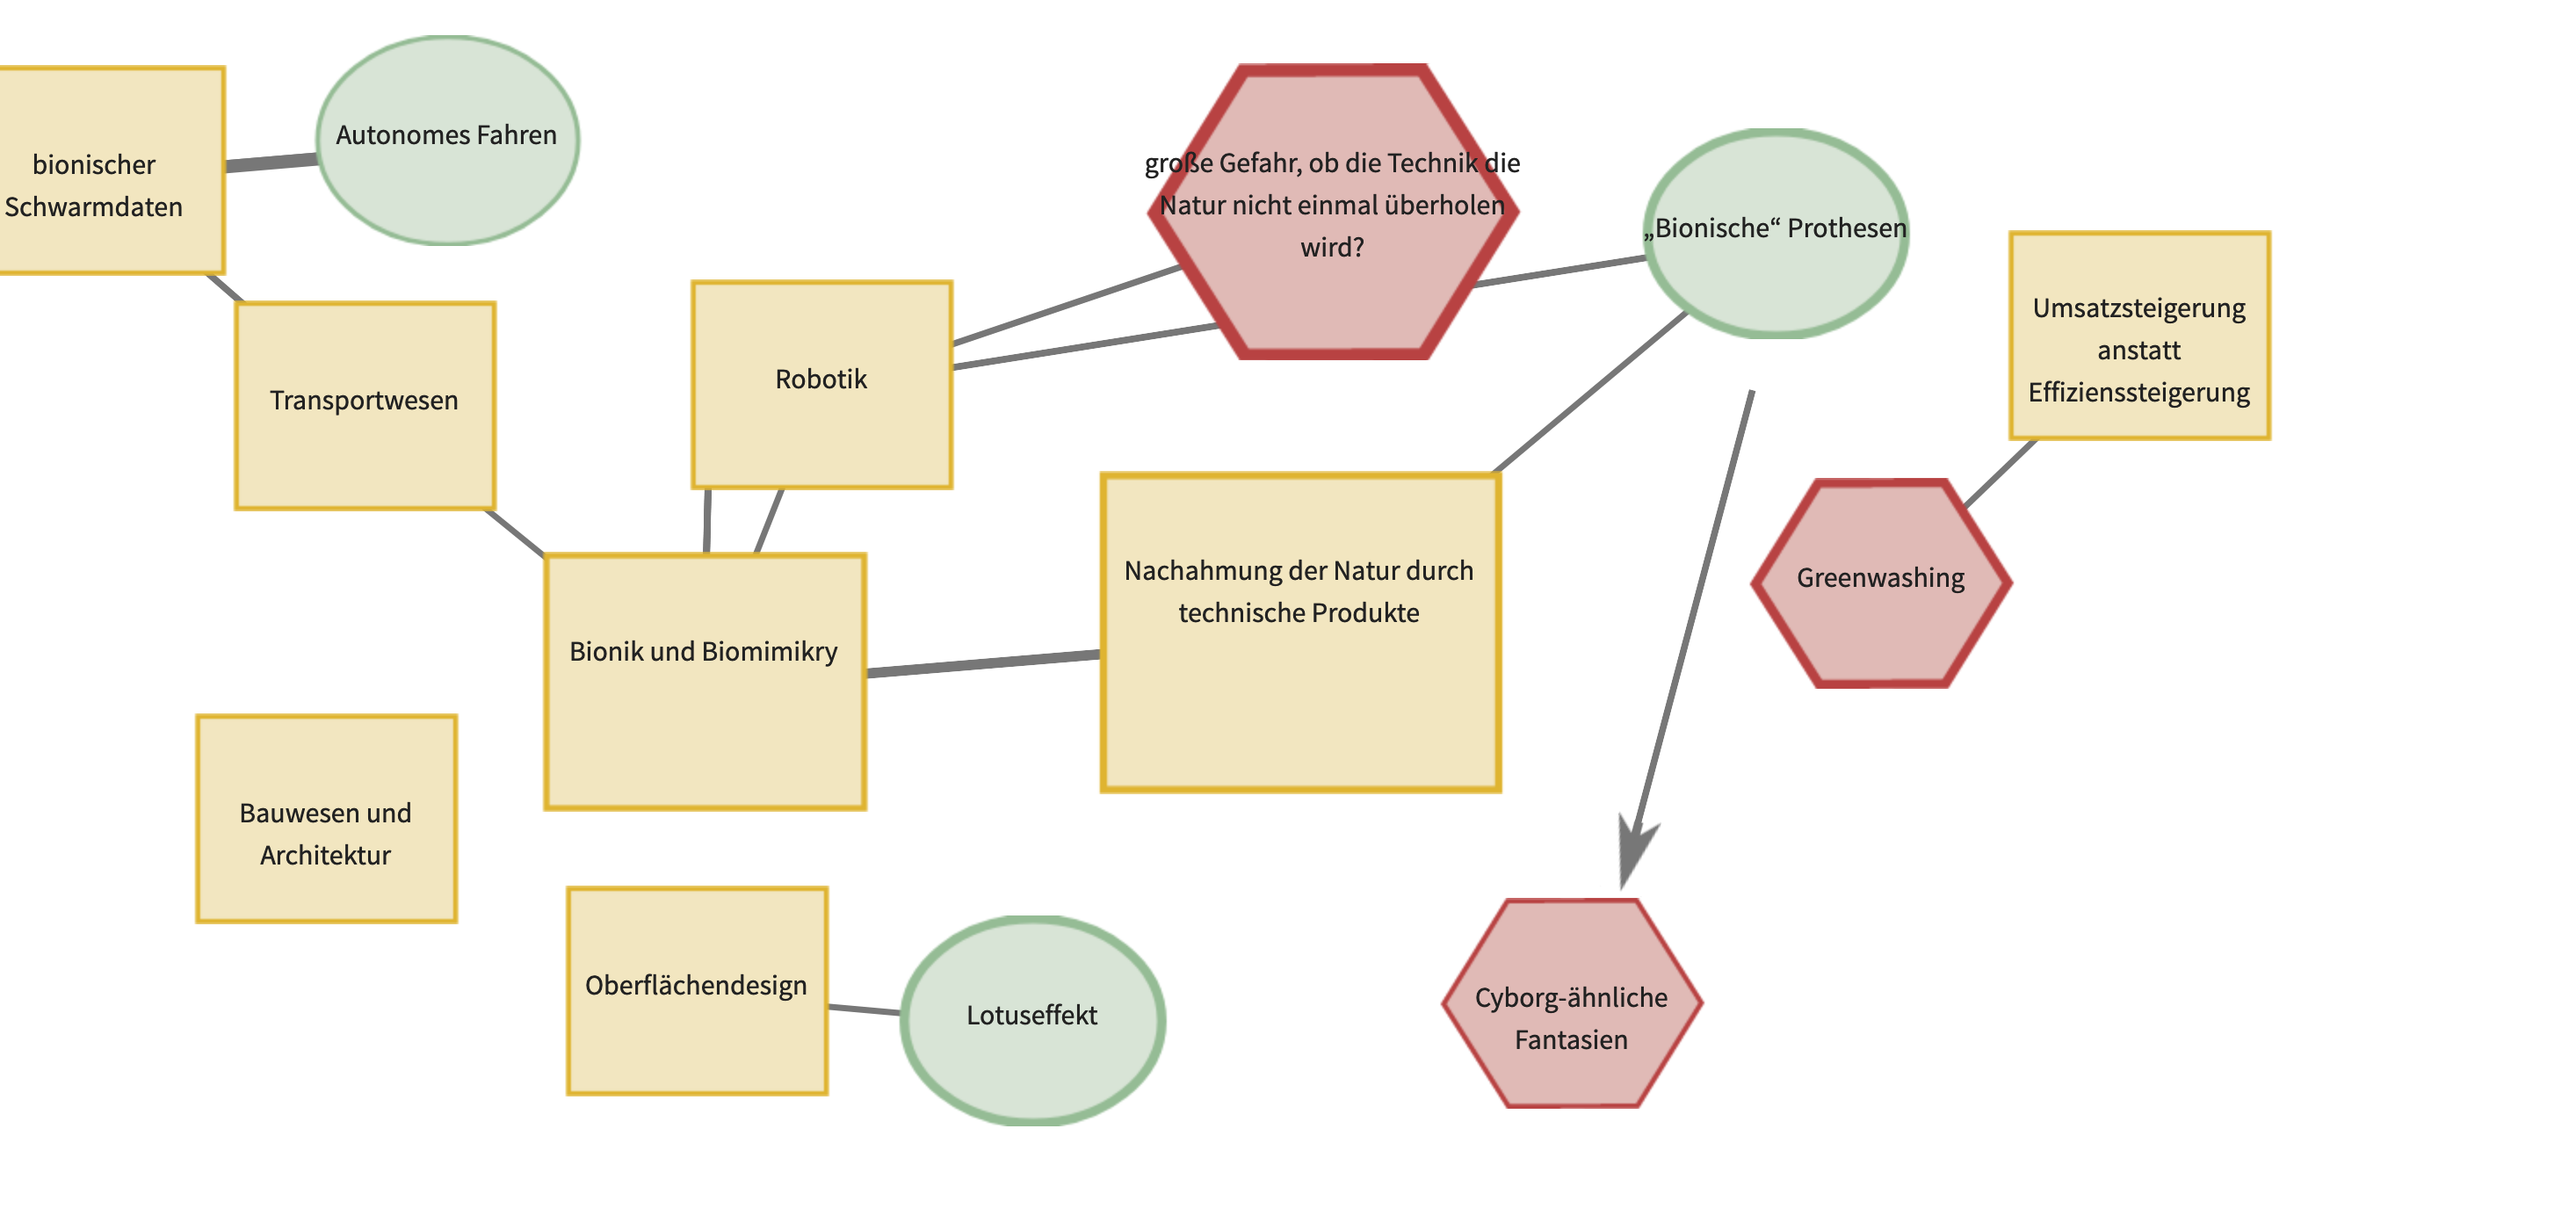 bionischer
Schwarmdaten
Autonomes Fahren
große Gefahr, ob die Technik die
Natur nicht einmal überholen
wird?
„Bionische“ Prothesen
Umsatzsteigerung
anstatt
Effizienssteigerung
Transportwesen
Robotik
Nachahmung der Natur durch
technische Produkte
Greenwashing
Bionik und Biomimikry
Bauwesen und
Architektur
Oberflächendesign
Lotuseffekt
Cyborg-ähnliche
Fantasien